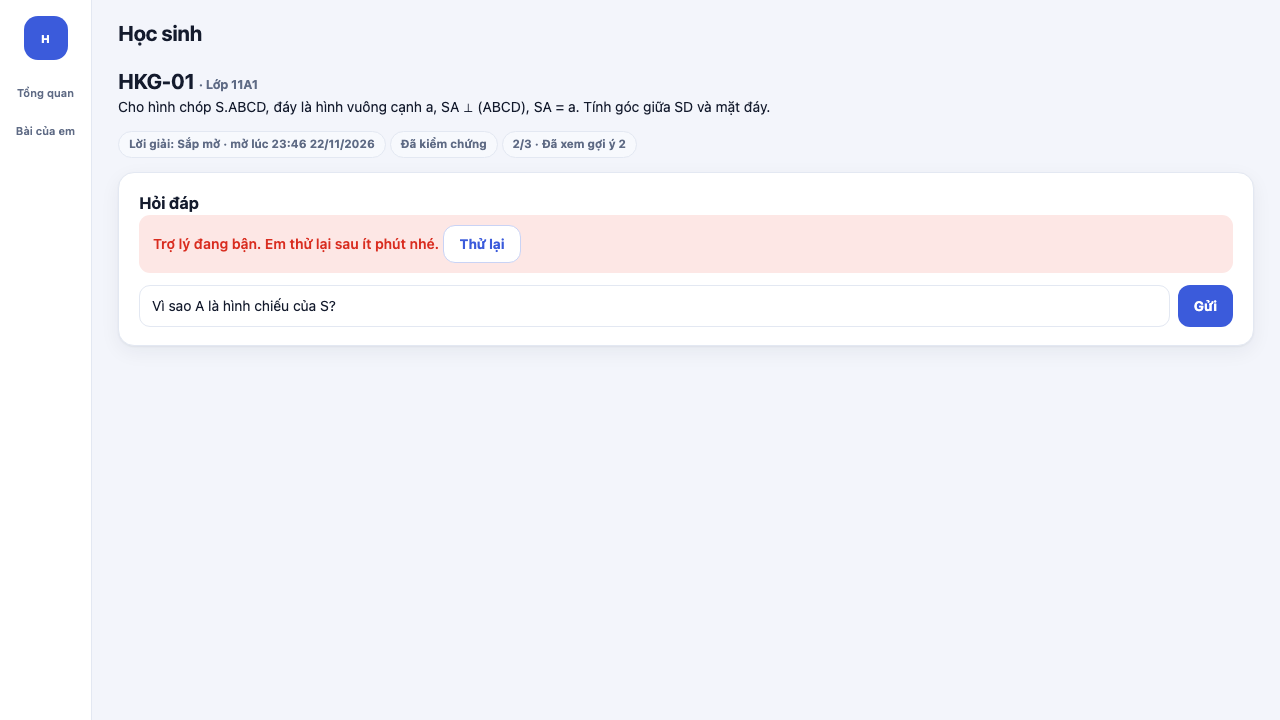 H
Tổng quan
Bài của em
Học sinh
HKG-01 · Lớp 11A1
Cho hình chóp S.ABCD, đáy là hình vuông cạnh a, SA ⊥ (ABCD), SA = a. Tính góc giữa SD và mặt đáy.
Lời giải: Sắp mở · mở lúc 23:46 22/11/2026 Đã kiểm chứng 2/3 · Đã xem gợi ý 2
Hỏi đáp
Trợ lý đang bận. Em thử lại sau ít phút nhé. Thử lại
Vì sao A là hình chiếu của S? Gửi